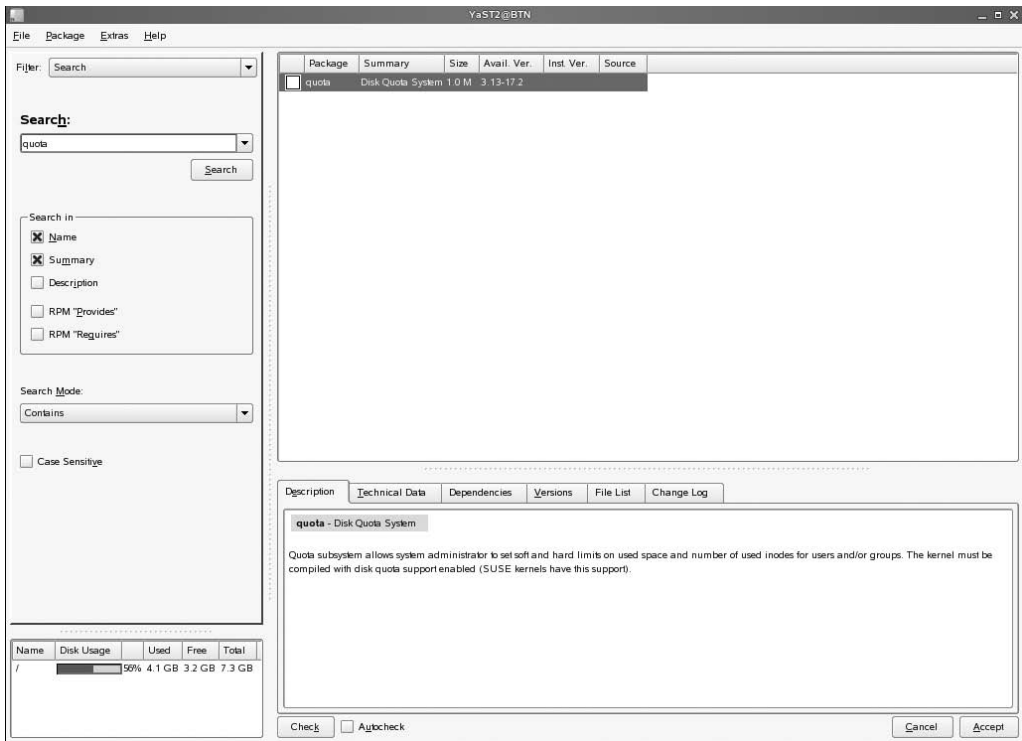 YaST2@BTN
File Package Extras Help
Filter: Search
Search:
quota
Search
Search in
Name
Summary
Description
RPM "Provides"
RPM "Requires"
Search Mode:
Contains
Case Sensitive
Name Disk Usage Used Free Total
/ 56% 4.1 GB 3.2 GB 7.3 GB
Package Summary Size Avail. Ver. Inst. Ver. Source
quota Disk Quota System 1.0 M 3.13-17.2
Description Technical Data Dependencies Versions File List Change Log
quota - Disk Quota System
Quota subsystem allows system administrator to set soft and hard limits on used space and number of used inodes for users and/or groups. The kernel must be
compiled with disk quota support enabled (SUSE kernels have this support).
Check Autocheck Cancel Accept